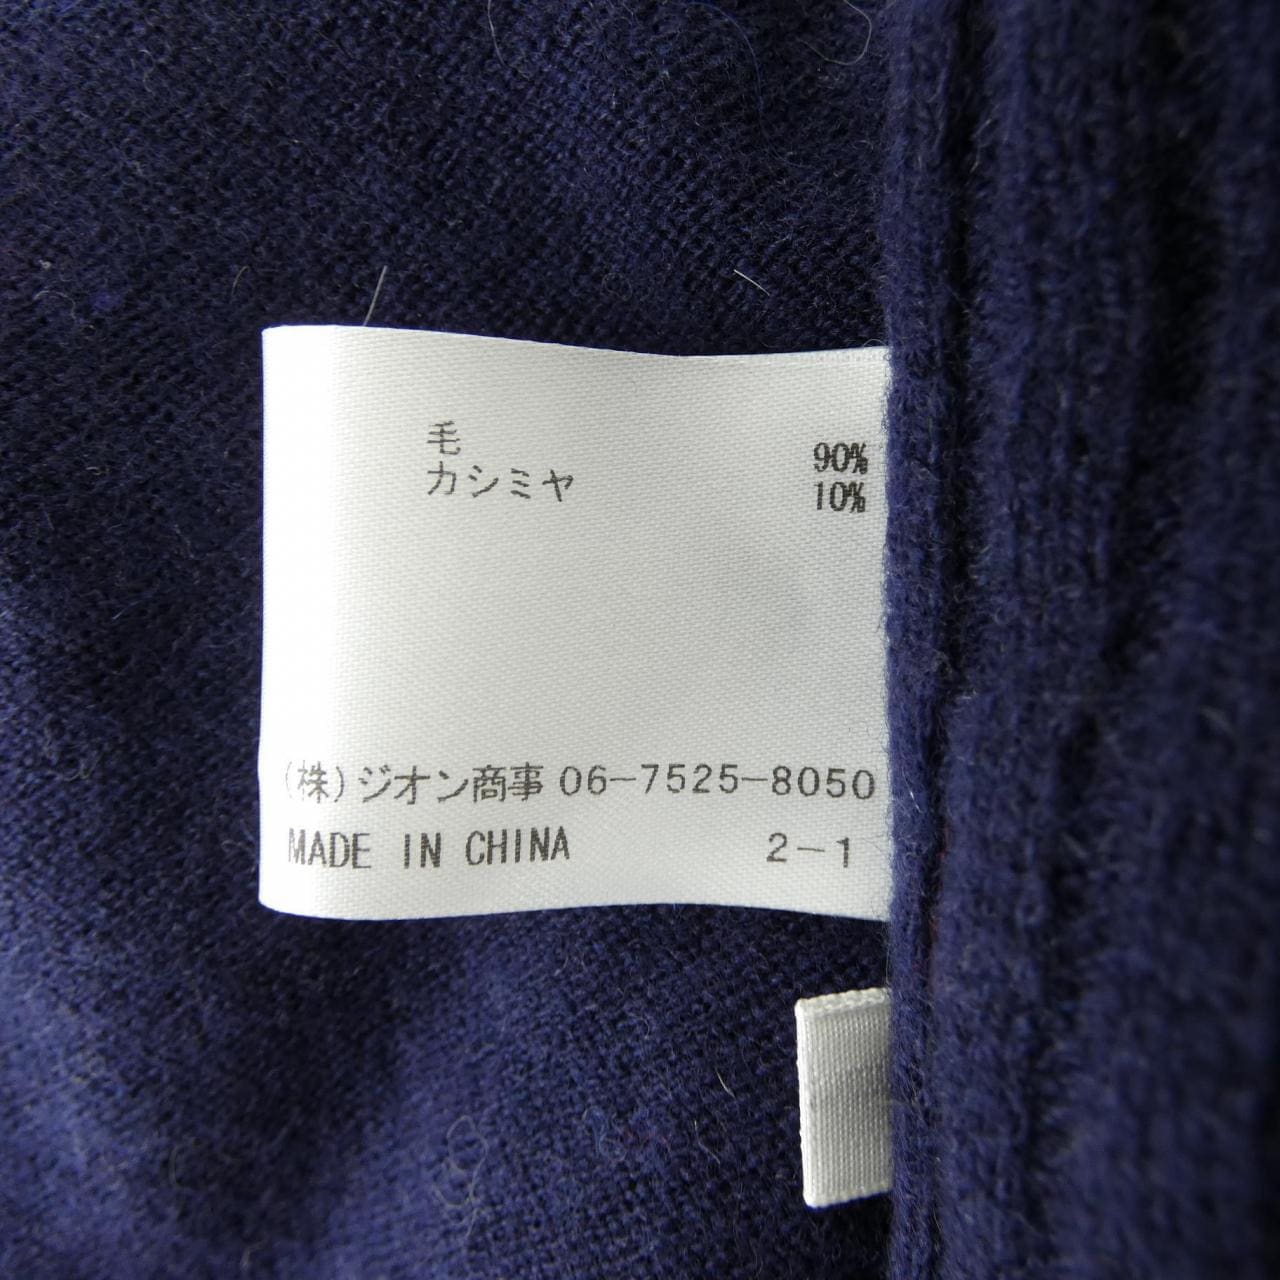 毛 90%
カシミヤ 10%
(株)ジオン商事 06-7525-8050
MADE IN CHINA 2-1